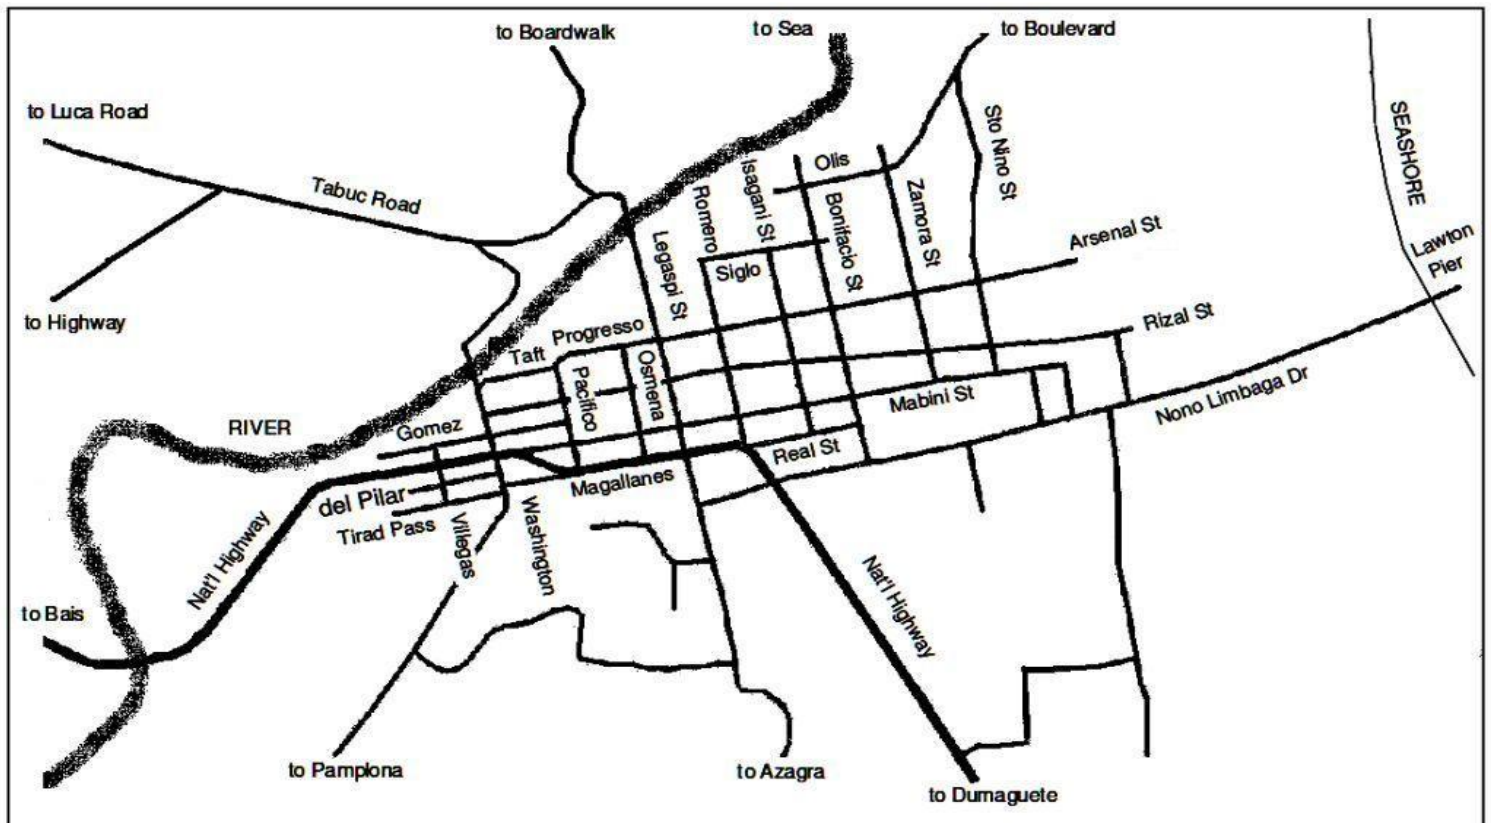 to Boardwalk
to Sea
to Boulevard
to Luca Road
SEASHORE
Sto Nino St
Olis
Isagani St
Tabuc Road
Romero
Zamora St
Bonifacio St
Arsenal St
Lawton
Pier
Legaspi St
Siglo
to Highway
Progresso
Rizal St
Taft
Osmena
Pacifico
Mabini St
Nono Limbaga Dr
RIVER
Gomez
Real St
Magallanes
del Pilar
Tirad Pass
Villegas
Washington
Nat'l Highway
Nat'l Highway
to Bais
to Pamplona
to Azagra
to Dumaguete